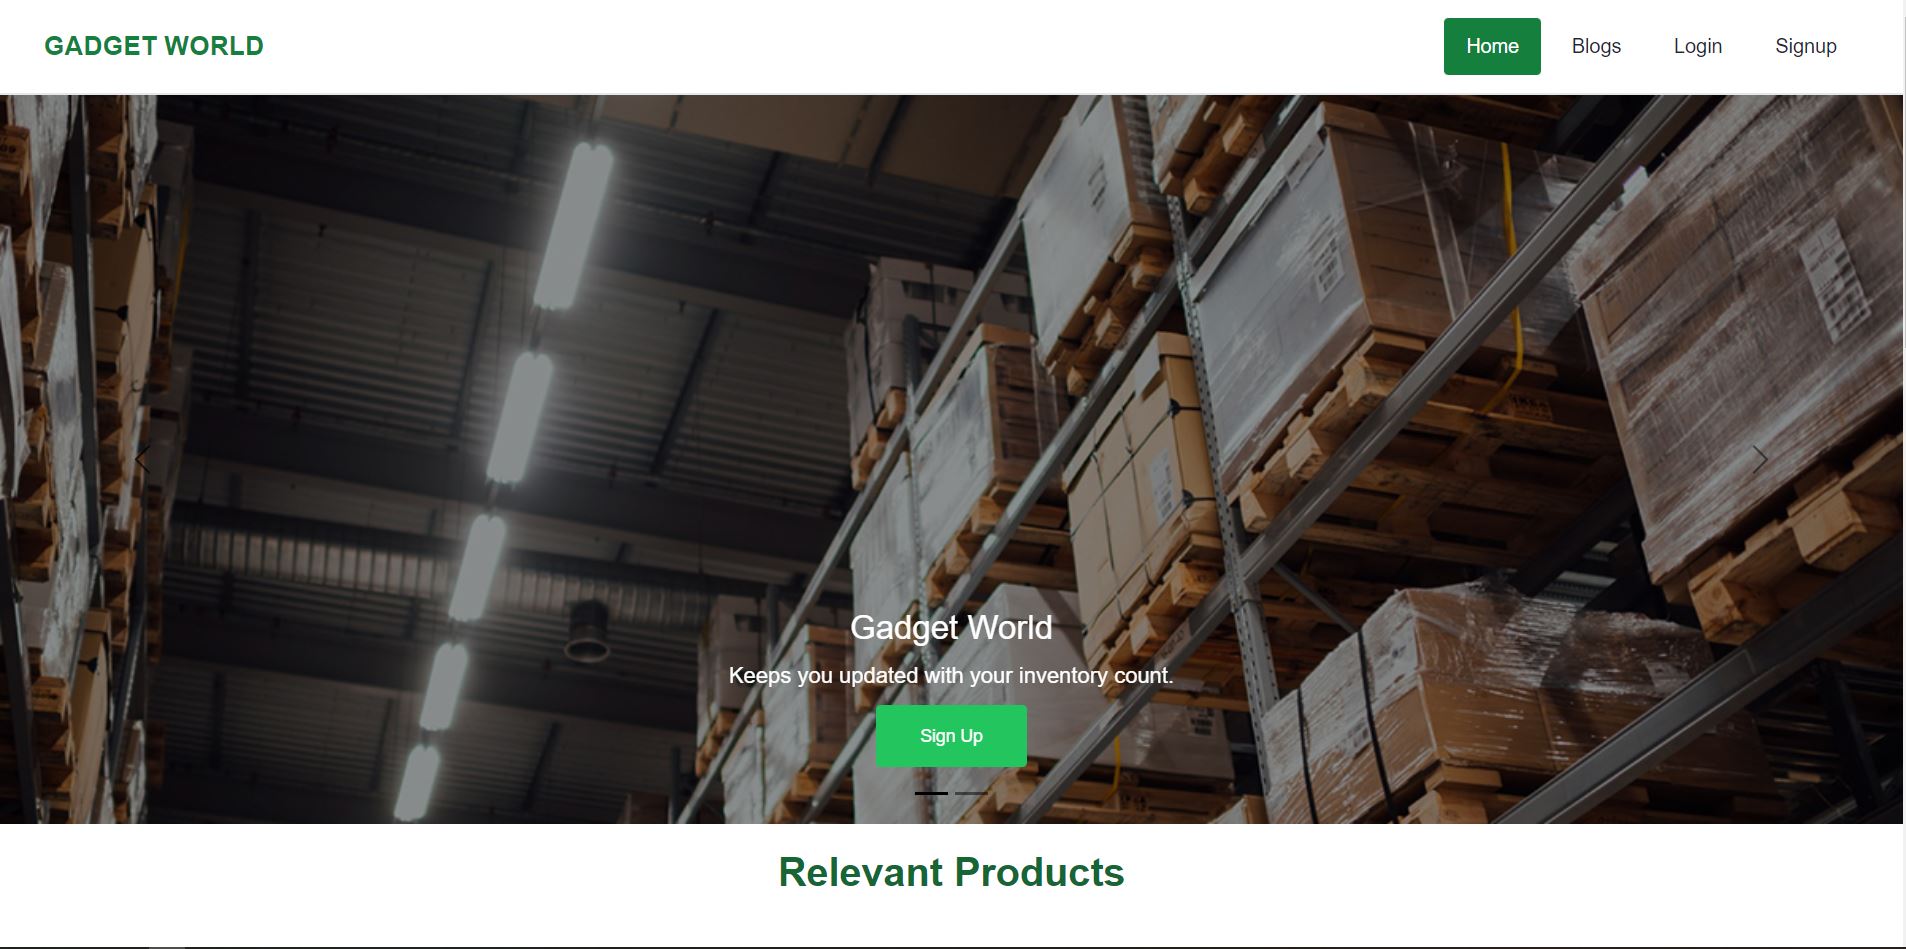 GADGET WORLD
Home Blogs Login Signup
Gadget World
Keeps you updated with your inventory count.
Sign Up
Relevant Products